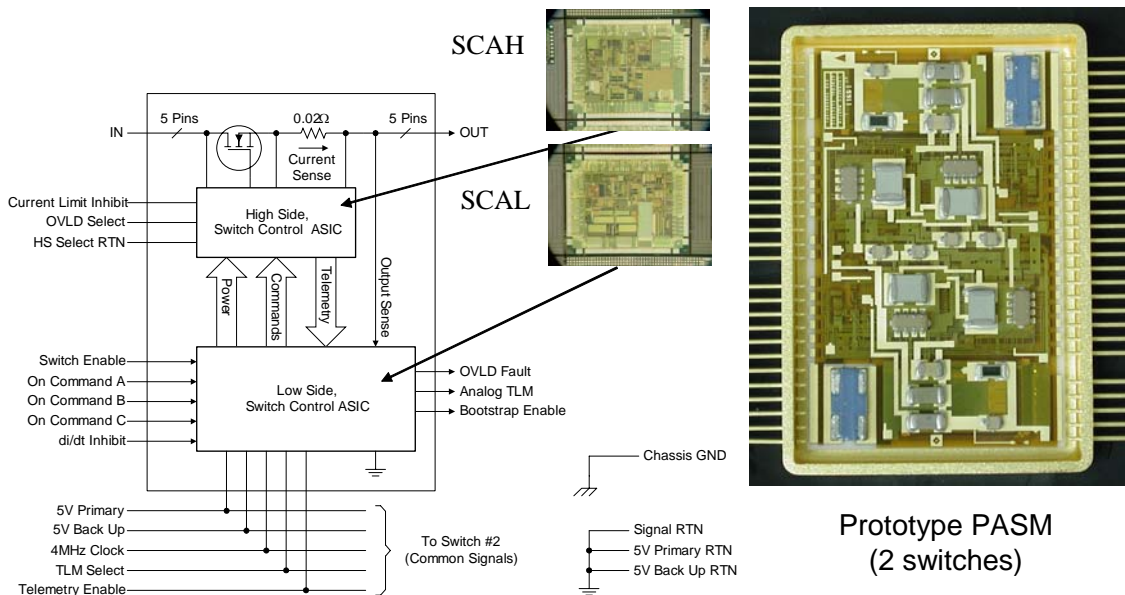 SCAH
SCAL
5 Pins
0.02Ω
5 Pins
IN
OUT
Current
Sense
Current Limit Inhibit
OVLD Select
HS Select RTN
High Side,
Switch Control ASIC
Power
Commands
Telemetry
Output Sense
Switch Enable
On Command A
On Command B
On Command C
di/dt Inhibit
Low Side,
Switch Control ASIC
OVLD Fault
Analog TLM
Bootstrap Enable
5V Primary
5V Back Up
4MHz Clock
TLM Select
Telemetry Enable
To Switch #2
(Common Signals)
Chassis GND
Signal RTN
5V Primary RTN
5V Back Up RTN
Prototype PASM
(2 switches)